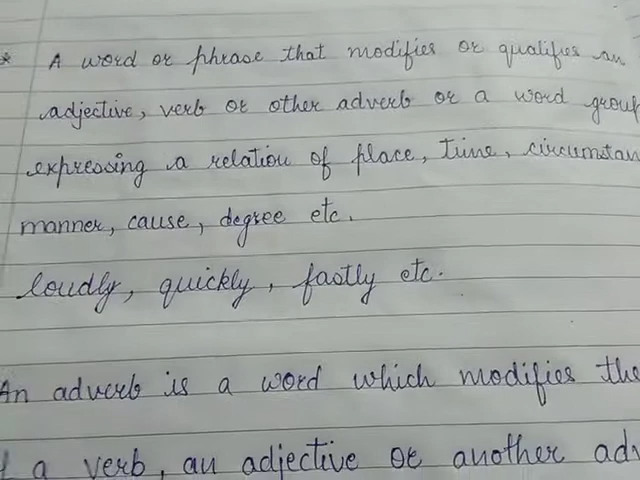 * A word or phrase that modifies or qualifies an
adjective, verb or other adverb or a word group
expressing a relation of place, time, circumstan
manner, cause, degree etc.
loudly, quickly, fastly etc.
An adverb is a word which modifies the
a verb, an adjective or another adv